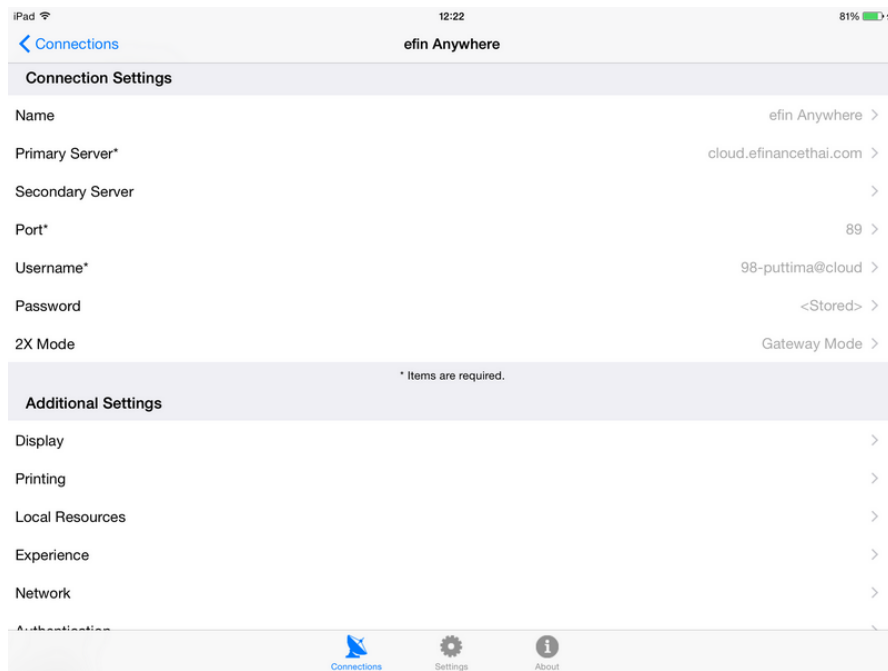 iPad 12:22 81%
Connections efin Anywhere
Connection Settings
Name efin Anywhere
Primary Server* cloud.efinancethai.com
Secondary Server
Port* 89
Username* 98-puttima@cloud
Password <Stored>
2X Mode Gateway Mode
* Items are required.
Additional Settings
Display
Printing
Local Resources
Experience
Network
Authentication
Connections Settings About